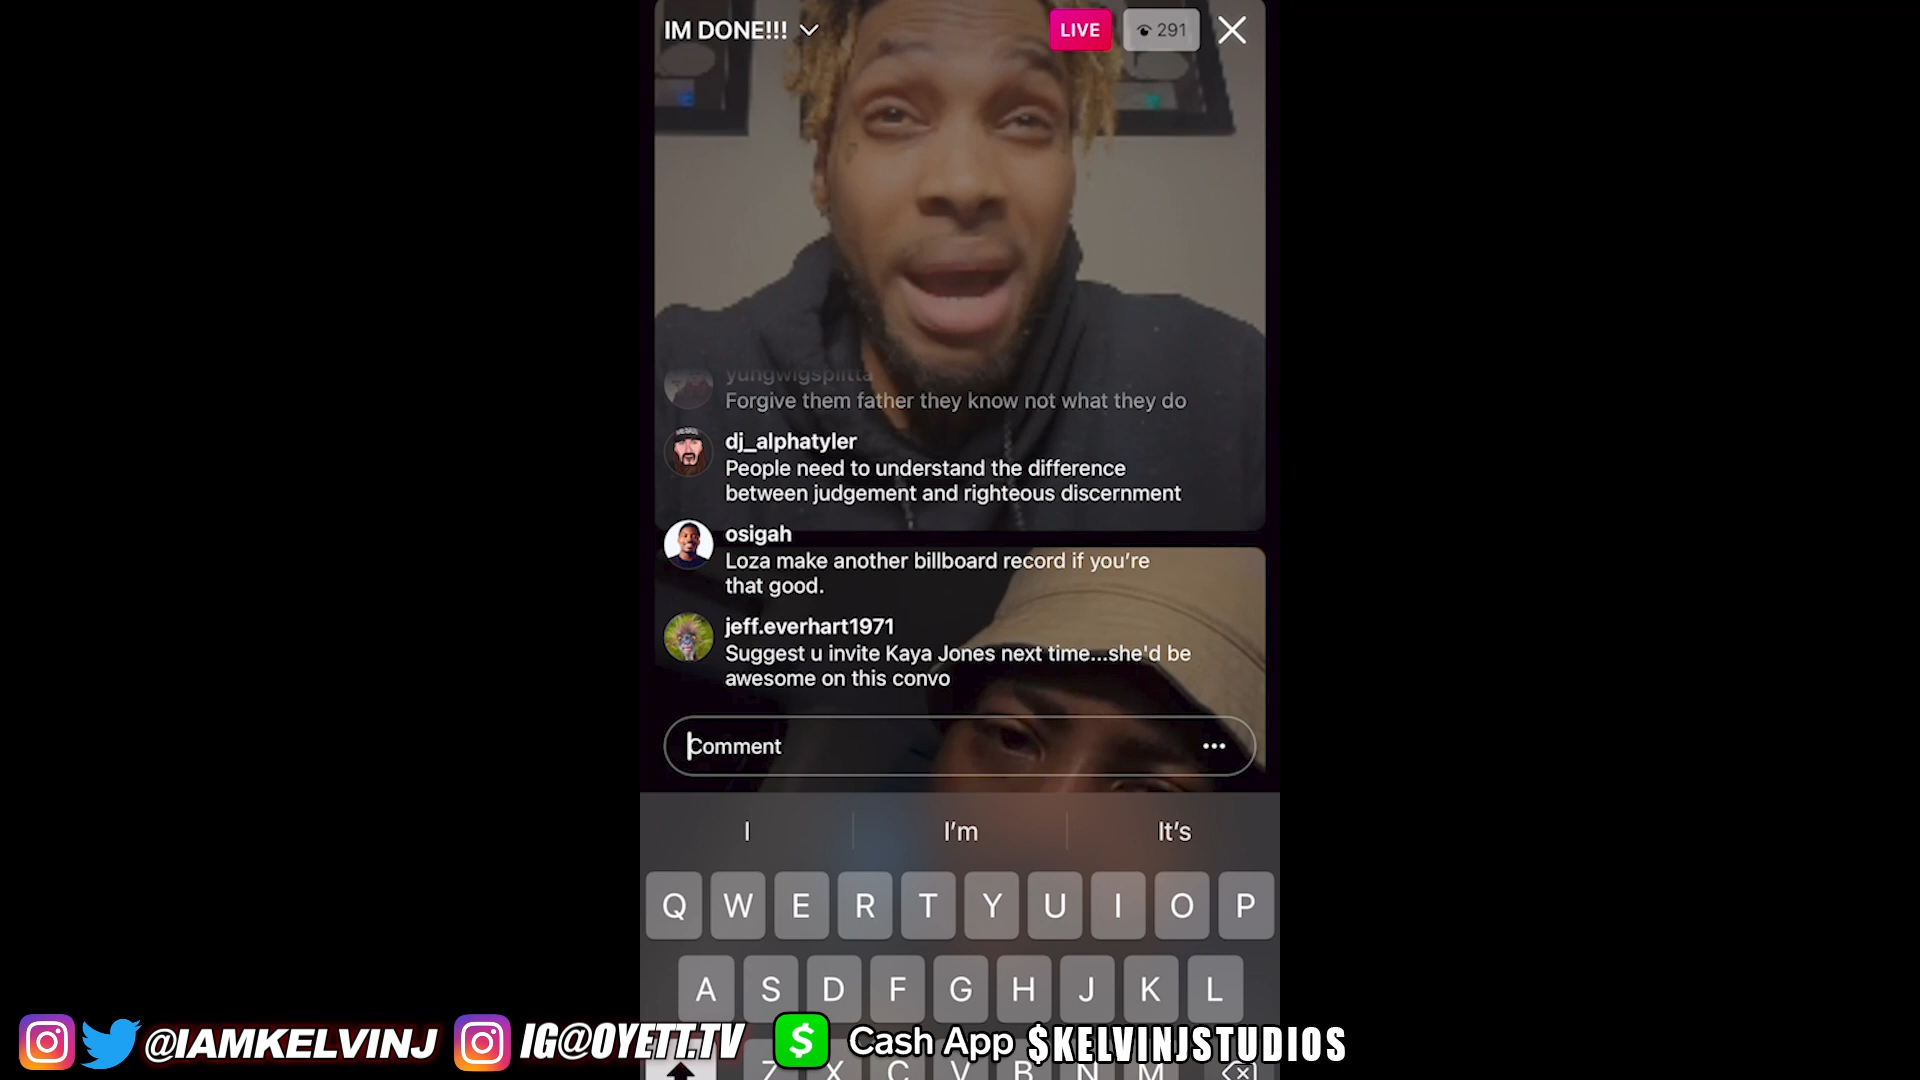 IM DONE!!!
LIVE
291
yungwigsplitta
Forgive them father they know not what they do
dj_alphatyler
People need to understand the difference
between judgement and righteous discernment
osigah
Loza make another billboard record if you’re
that good.
jeff.everhart1971
Suggest u invite Kaya Jones next time...she'd be
awesome on this convo
Comment
I I’m It’s
Q W E R T Y U I O P
A S D F G H J K L
@IAMKELVINJ IG@OYETT.TV $ Cash App $KELVINJSTUDIOS
Z X C V B N M